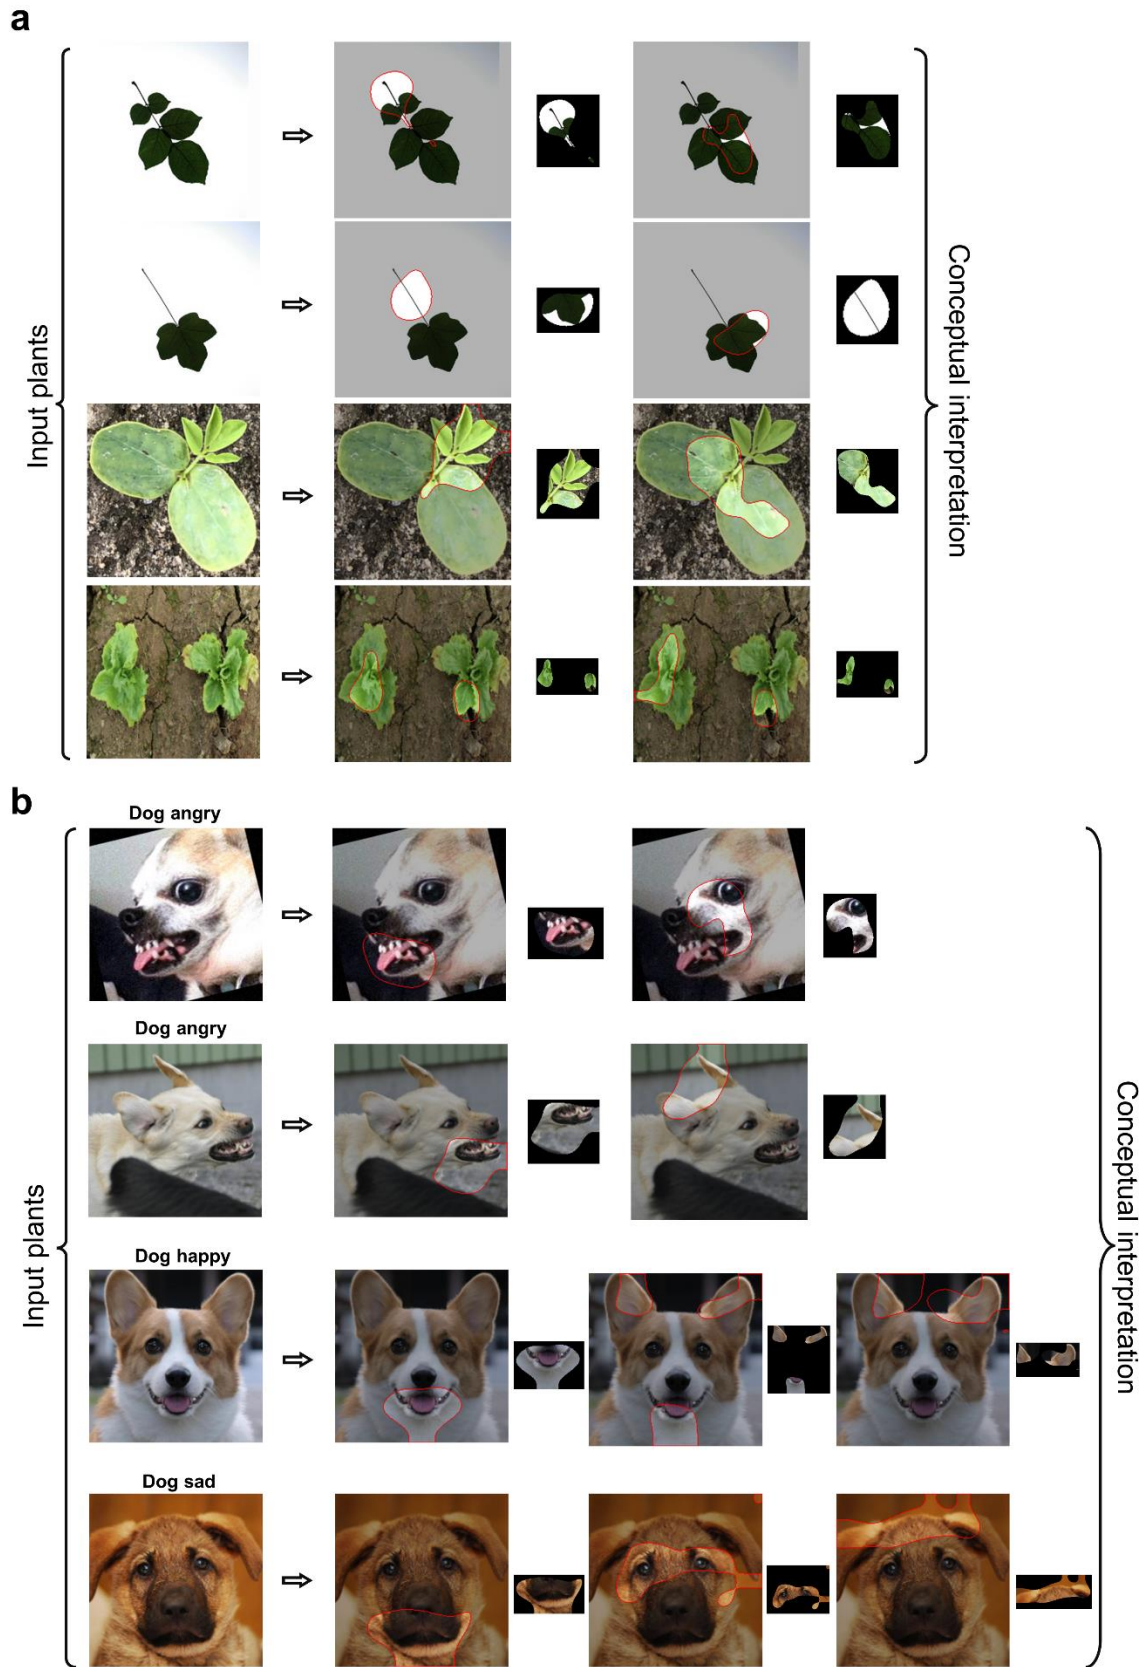 a
Input plants
Conceptual interpretation
b
Dog angry
Dog angry
Dog happy
Dog sad
Input plants
Conceptual interpretation